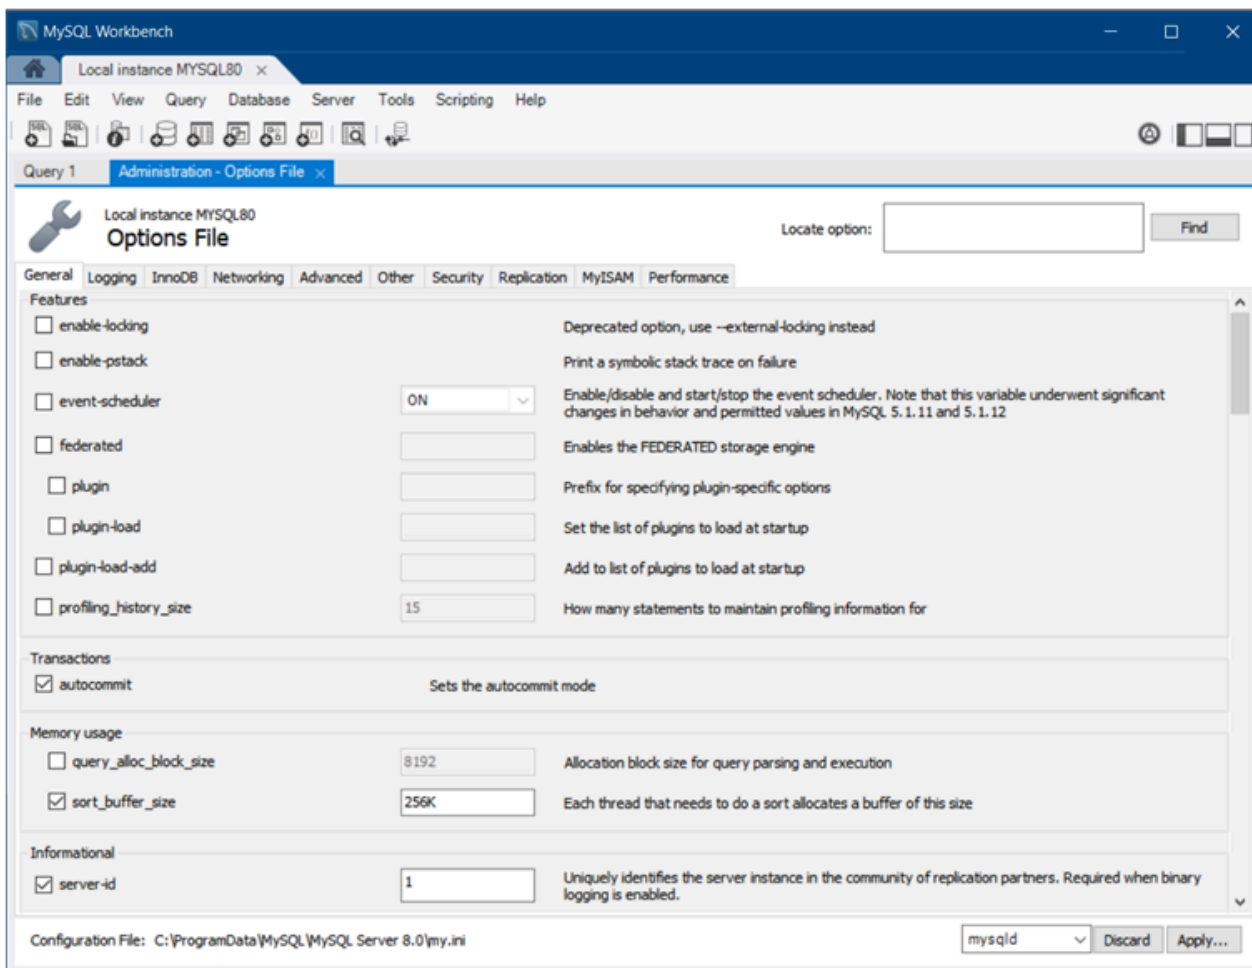 MySQL Workbench
Local instance MYSQL80
File Edit View Query Database Server Tools Scripting Help
Query 1 Administration - Options File
Local instance MYSQL80
Options File
Locate option: Find
General Logging InnoDB Networking Advanced Other Security Replication MyISAM Performance
Features
enable-locking Deprecated option, use --external-locking instead
enable-pstack Print a symbolic stack trace on failure
event-scheduler ON Enable/disable and start/stop the event scheduler. Note that this variable underwent significant
changes in behavior and permitted values in MySQL 5.1.11 and 5.1.12
federated Enables the FEDERATED storage engine
plugin Prefix for specifying plugin-specific options
plugin-load Set the list of plugins to load at startup
plugin-load-add Add to list of plugins to load at startup
profiling_history_size 15 How many statements to maintain profiling information for
Transactions
autocommit Sets the autocommit mode
Memory usage
query_alloc_block_size 8192 Allocation block size for query parsing and execution
sort_buffer_size 256K Each thread that needs to do a sort allocates a buffer of this size
Informational
server-id 1 Uniquely identifies the server instance in the community of replication partners. Required when binary
logging is enabled.
Configuration File: C:\ProgramData\MySQL\MySQL Server 8.0\my.ini mysqld Discard Apply...